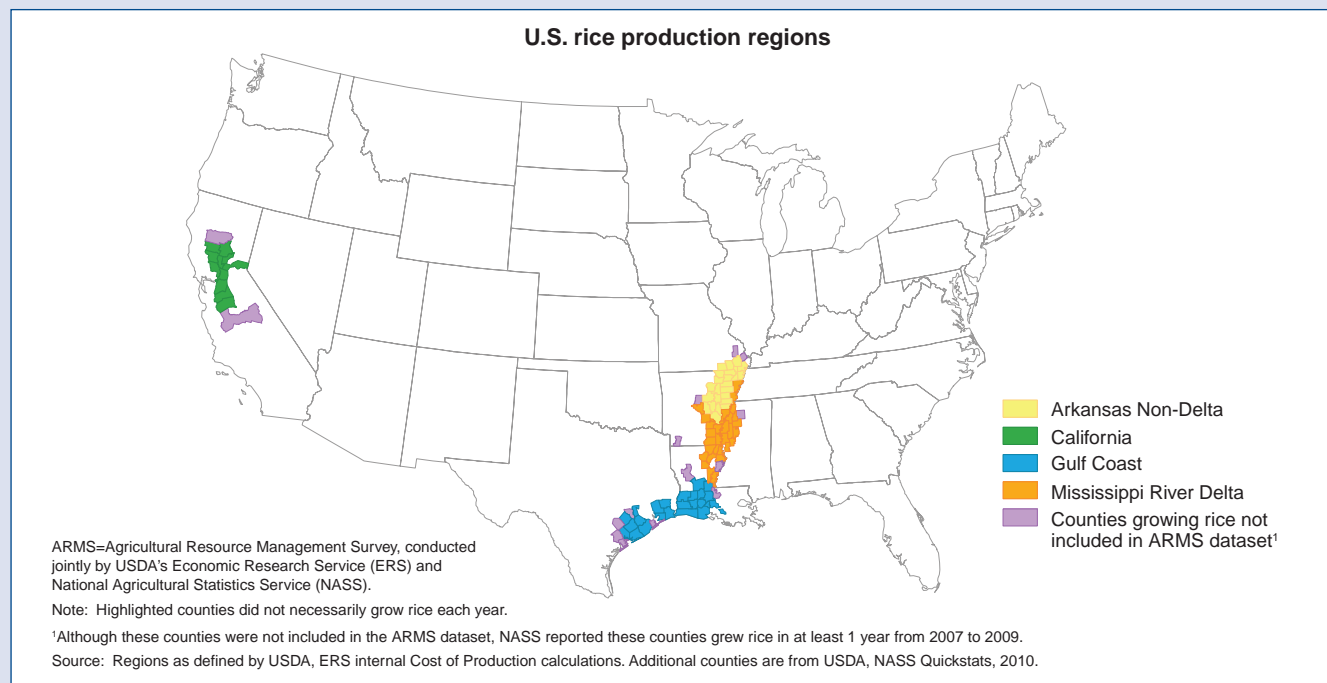 U.S. rice production regions
Arkansas Non-Delta
California
Gulf Coast
Mississippi River Delta
Counties growing rice not
included in ARMS dataset¹
ARMS=Agricultural Resource Management Survey, conducted
jointly by USDA's Economic Research Service (ERS) and
National Agricultural Statistics Service (NASS).
Note: Highlighted counties did not necessarily grow rice each year.
¹Although these counties were not included in the ARMS dataset, NASS reported these counties grew rice in at least 1 year from 2007 to 2009.
Source: Regions as defined by USDA, ERS internal Cost of Production calculations. Additional counties are from USDA, NASS Quickstats, 2010.